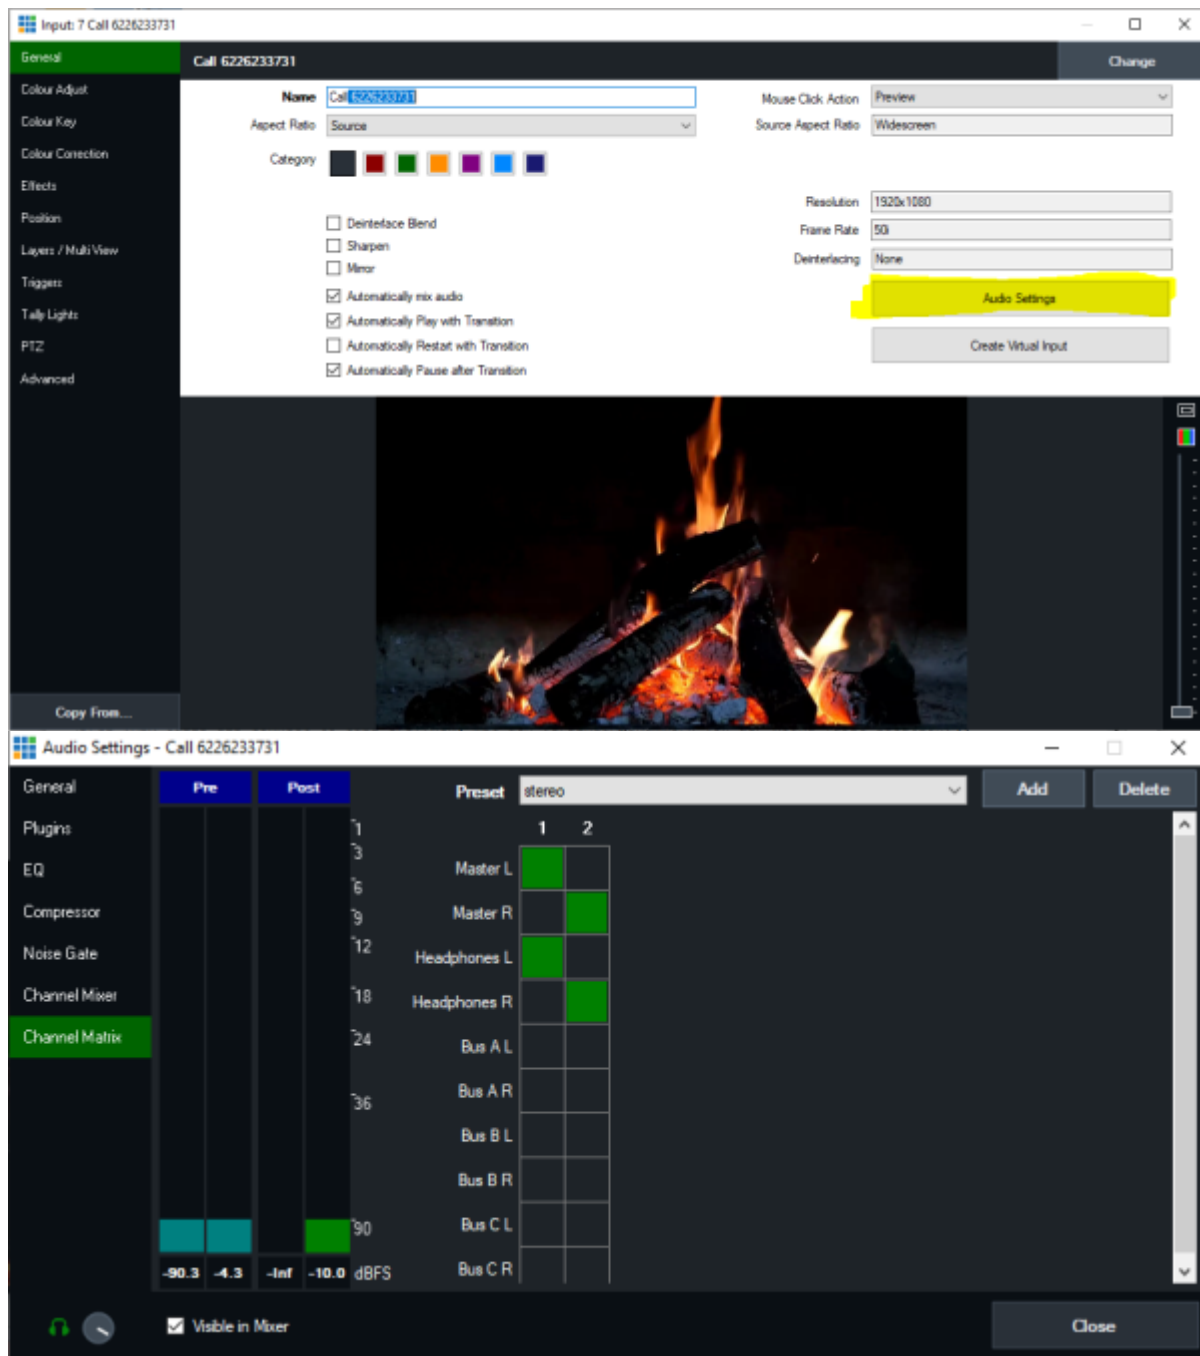 Input: 7 Call 6226233731
General
Call 6226233731
Change
Colour Adjust
Colour Key
Colour Correction
Effects
Position
Layers / Multi View
Triggers
Tally Lights
PTZ
Advanced
Copy From...
Name Call 6226233731
Aspect Ratio Source
Category
Deinterlace Blend
Sharpen
Mirror
Automatically mix audio
Automatically Play with Transition
Automatically Restart with Transition
Automatically Pause after Transition
Mouse Click Action Preview
Source Aspect Ratio Widescreen
Resolution 1920x1080
Frame Rate 50i
Deinterlacing None
Audio Settings
Create Virtual Input
Audio Settings - Call 6226233731
General
Plugins
EQ
Compressor
Noise Gate
Channel Mixer
Channel Matrix
Pre Post
1
3
6
9
12
18
24
36
90
-90.3 -4.3 -Inf -10.0 dBFS
Preset stereo
Add Delete
1 2
Master L
Master R
Headphones L
Headphones R
Bus A L
Bus A R
Bus B L
Bus B R
Bus C L
Bus C R
Visible in Mixer
Close